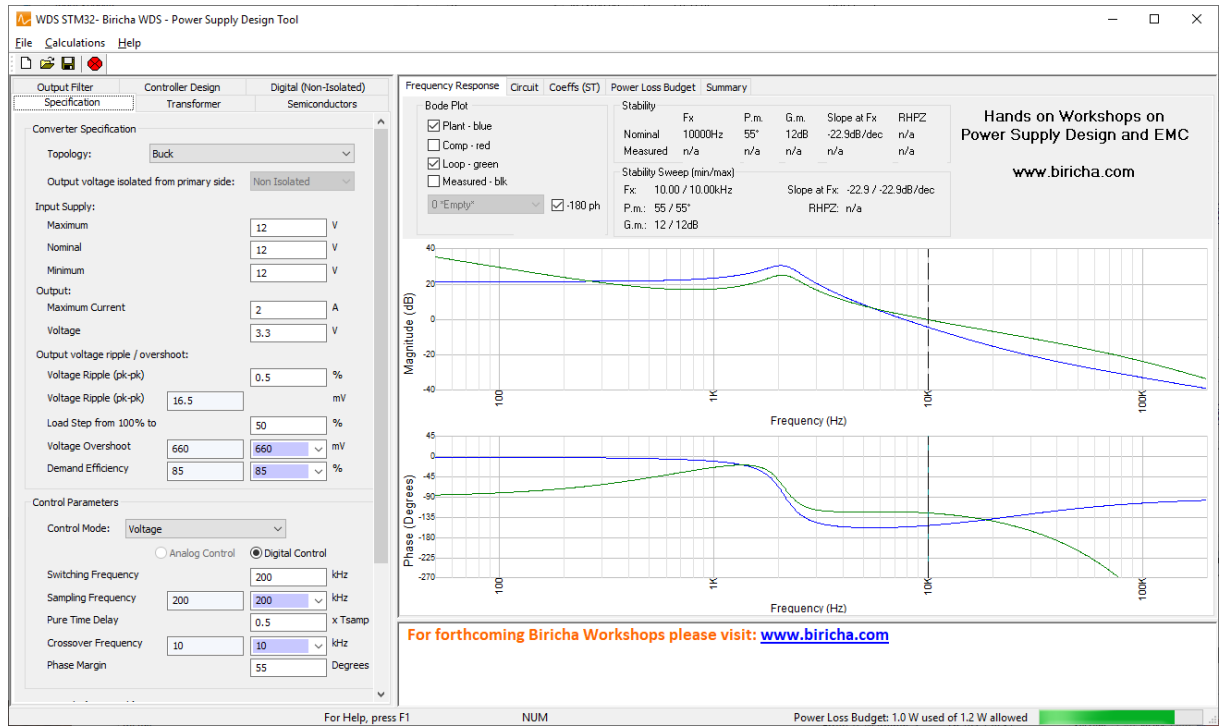 WDS STM32- Biricha WDS - Power Supply Design Tool
File Calculations Help
Output Filter Controller Design Digital (Non-Isolated)
Specification Transformer Semiconductors
Converter Specification
Topology: Buck
Output voltage isolated from primary side: Non Isolated
Input Supply:
Maximum 12 V
Nominal 12 V
Minimum 12 V
Output:
Maximum Current 2 A
Voltage 3.3 V
Output voltage ripple / overshoot:
Voltage Ripple (pk-pk) 0.5 %
Voltage Ripple (pk-pk) 16.5 mV
Load Step from 100% to 50 %
Voltage Overshoot 660 660 mV
Demand Efficiency 85 85 %
Control Parameters
Control Mode: Voltage
Analog Control Digital Control
Switching Frequency 200 kHz
Sampling Frequency 200 200 kHz
Pure Time Delay 0.5 x Tsamp
Crossover Frequency 10 10 kHz
Phase Margin 55 Degrees
Frequency Response Circuit Coeffs (ST) Power Loss Budget Summary
Bode Plot
Plant - blue
Comp - red
Loop - green
Measured - blk
0 "Empty" -180 ph
Stability
Fx P.m. G.m. Slope at Fx RHPZ
Nominal 10000Hz 55° 12dB -22.9dB/dec n/a
Measured n/a n/a n/a n/a n/a
Stability Sweep (min/max)
Fx: 10.00 / 10.00kHz Slope at Fx: -22.9 / -22.9dB/dec
P.m.: 55 / 55° RHPZ: n/a
G.m.: 12 / 12dB
Hands on Workshops on
Power Supply Design and EMC
www.biricha.com
Magnitude (dB)
40
20
0
-20
-40
100 1K 10K 100K
Frequency (Hz)
Phase (Degrees)
45
0
-45
-90
-135
-180
-225
-270
100 1K 10K 100K
Frequency (Hz)
For forthcoming Biricha Workshops please visit: www.biricha.com
For Help, press F1 NUM Power Loss Budget: 1.0 W used of 1.2 W allowed